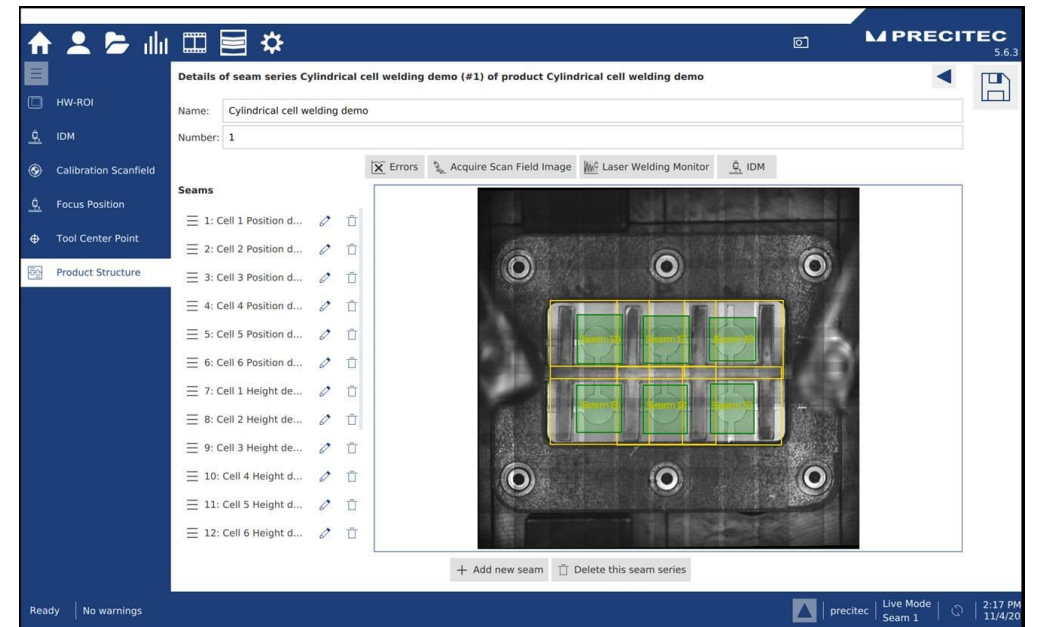 PRECITEC
5.6.3
Details of seam series Cylindrical cell welding demo (#1) of product Cylindrical cell welding demo
HW-ROI
Name: Cylindrical cell welding demo
IDM
Number: 1
Calibration Scanfield
Errors Acquire Scan Field Image Laser Welding Monitor IDM
Seams
Focus Position
1: Cell 1 Position d...
Tool Center Point
2: Cell 2 Position d...
Product Structure
3: Cell 3 Position d...
4: Cell 4 Position d...
5: Cell 5 Position d...
6: Cell 6 Position d...
7: Cell 1 Height de...
8: Cell 2 Height de...
9: Cell 3 Height de...
10: Cell 4 Height d...
11: Cell 5 Height d...
12: Cell 6 Height d...
Seam Seam Seam
Seam Seam Seam
Add new seam Delete this seam series
Ready No warnings precitec Live Mode Seam 1 2:17 PM
11/4/20